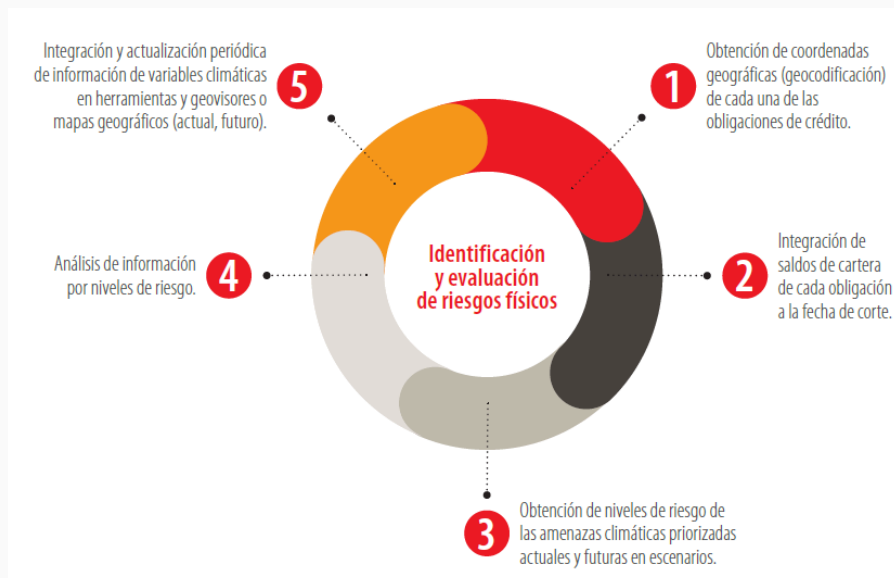 Identificación
y evaluación
de riesgos físicos
1
Obtención de coordenadas
geográficas (geocodificación)
de cada una de las
obligaciones de crédito.
2
Integración de
saldos de cartera
de cada obligación
a la fecha de corte.
3
Obtención de niveles de riesgo de
las amenazas climáticas priorizadas
actuales y futuras en escenarios.
4
Análisis de información
por niveles de riesgo.
5
Integración y actualización periódica
de información de variables climáticas
en herramientas y geovisores o
mapas geográficos (actual, futuro).